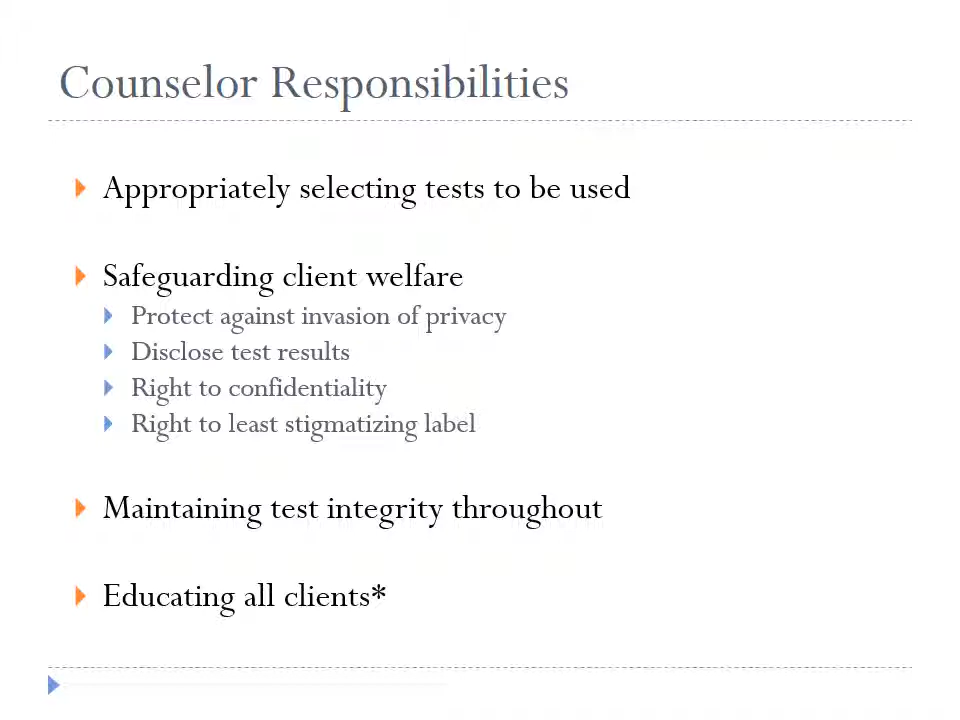 Counselor Responsibilities
Appropriately selecting tests to be used
Safeguarding client welfare
Protect against invasion of privacy
Disclose test results
Right to confidentiality
Right to least stigmatizing label
Maintaining test integrity throughout
Educating all clients*